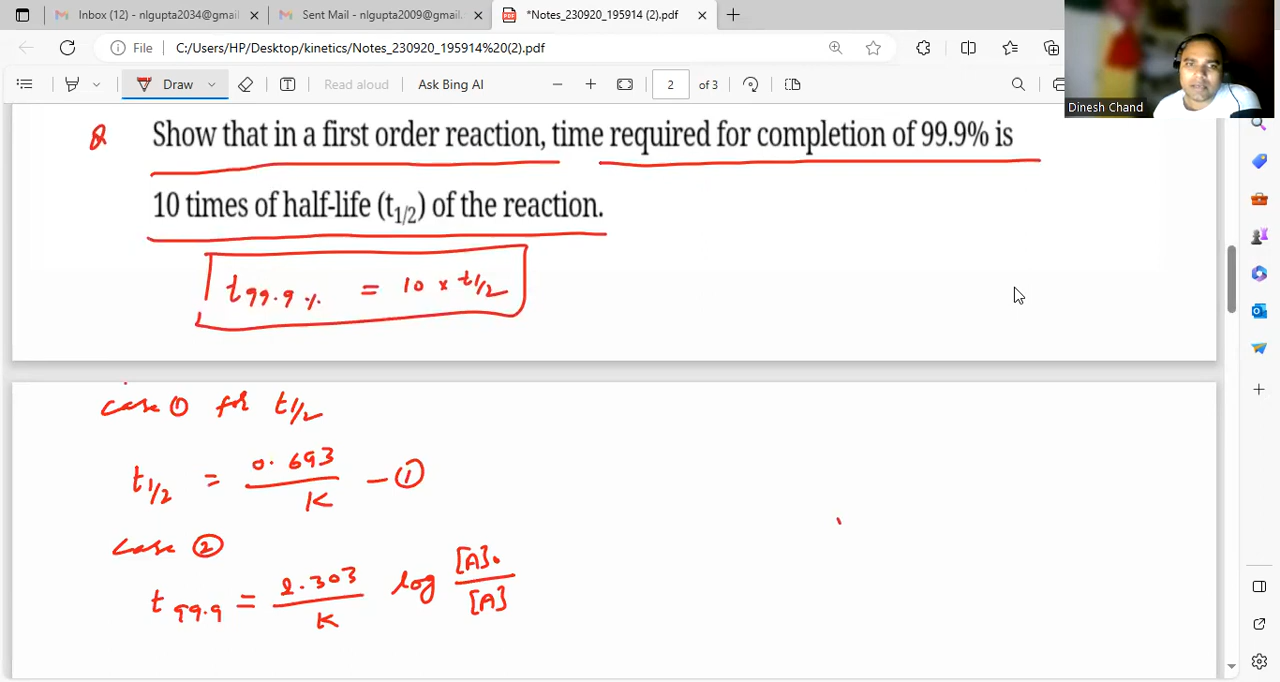 Inbox (12) - nlgupta2034@gmai
Sent Mail - nlgupta2009@gmail.
*Notes_230920_195914 (2).pdf
File
C:/Users/HP/Desktop/kinetics/Notes_230920_195914%20(2).pdf
Draw
Read aloud
Ask Bing AI
2
of 3
Dinesh Chand
Q Show that in a first order reaction, time required for completion of 99.9% is
10 times of half-life (t1/2) of the reaction.
t99.9% = 10 × t1/2
case ① for t1/2
t1/2 = 0.693/K - ①
case ②
t99.9 = 2.303/K log [A]₀/[A]